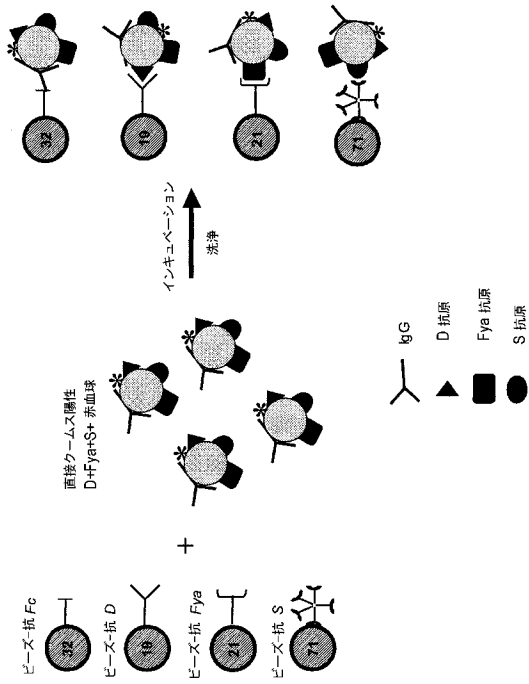 ビーズ-抗 Fc
32
ビーズ-抗 D
19
ビーズ-抗 Fya
21
ビーズ-抗 S
71
+
直接クームス陽性
D+Fya+S+ 赤血球
*
*
*
*
インキュベーション
洗浄
32
*
19
*
21
*
71
*
IgG
D 抗原
Fya 抗原
S 抗原